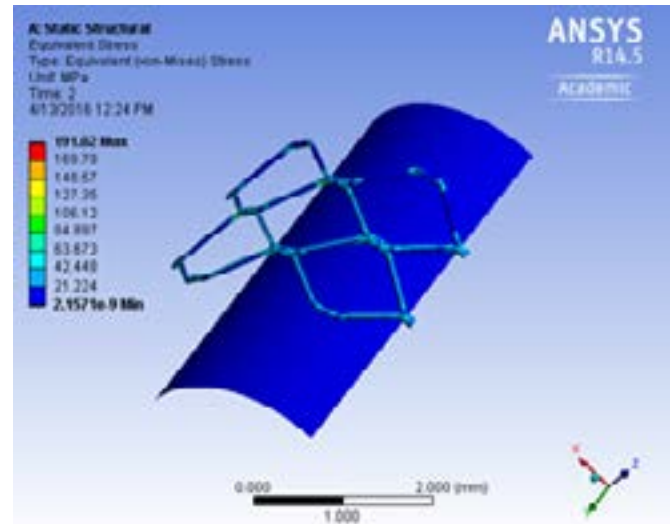 A: Static Structural
Equivalent Stress
Type: Equivalent (von-Mises) Stress
Unit: MPa
Time: 2
4/13/2016 12:24 PM
ANSYS
R14.5
Academic
191.02 Max
169.79
148.57
137.35
106.13
84.897
63.673
42.449
21.224
2.1571e-9 Min
0.000
2.000 (mm)
1.000
X
Z